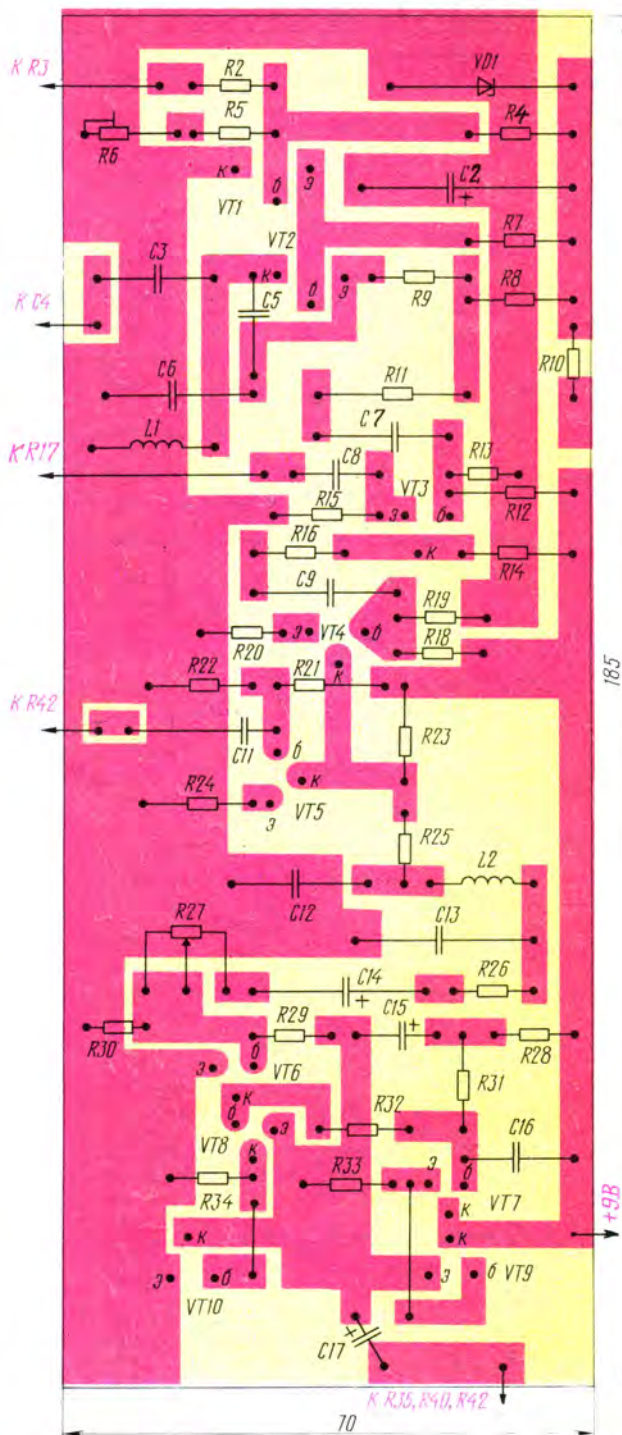 К R3
R2
VD1
R6
R5
R4
к
э
C2
+
б
VT1
VT2
R7
C3
к
C5
э
R9
R8
К C4
б
R10
C6
R11
C7
L1
R13
К R17
C8
VT3
R12
R15
э
б
R16
к
R14
C9
R19
R20
э
VT4
б
R18
185
R22
R21
к
К R42
C11
R23
б
R24
к
э
VT5
R25
L2
C12
R27
C13
C14
+
R26
R30
R29
C15
+
R28
э
б
VT6
R31
к
б
э
R32
VT8
к
C16
R34
R33
э
б
VT7
к
+9В
к
к
э
б
э
б
VT9
VT10
C17
+
К R35, R40, R42
70